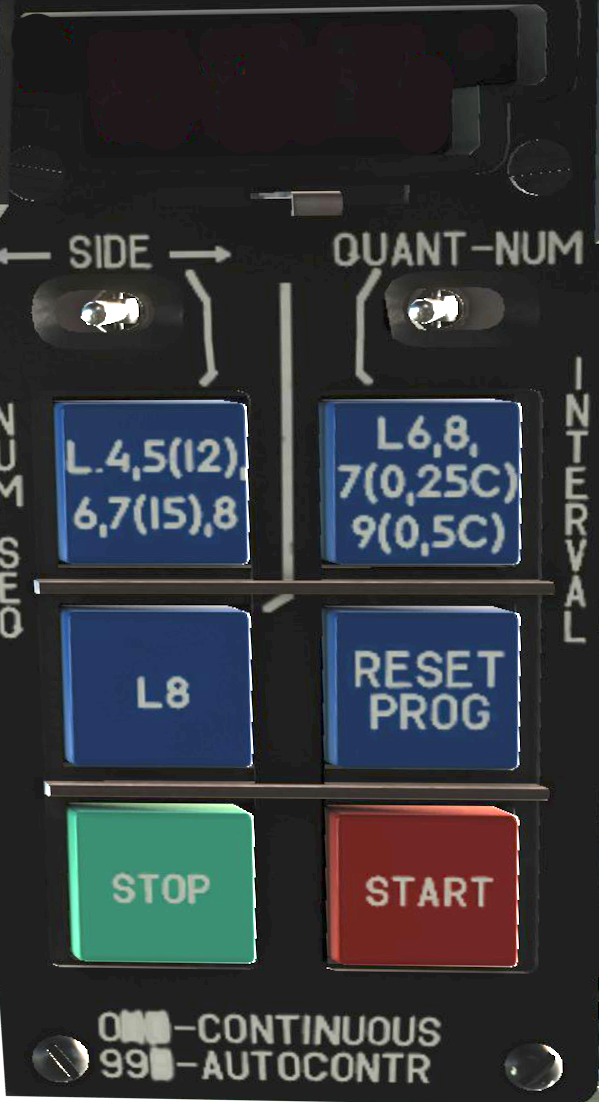 SIDE
QUANT-NUM
NUM SEQ
INTERVAL
L.4,5(12),
6,7(15),8
L6,8,
7(0,25C)
9(0,5C)
L8
RESET
PROG
STOP
START
-CONTINUOUS
-AUTOCONTR